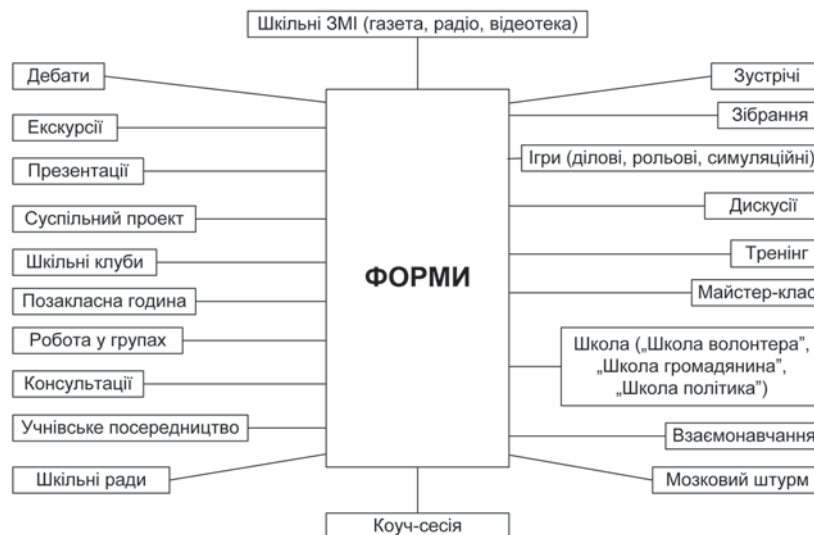 Шкільні ЗМІ (газета, радіо, відеотека)
Дебати
Екскурсії
Презентації
Суспільний проект
Шкільні клуби
Позакласна година
Робота у групах
Консультації
Учнівське посередництво
Шкільні ради
ФОРМИ
Зустрічі
Зібрання
Ігри (ділові, рольові, симуляційні)
Дискусії
Тренінг
Майстер-клас
Школа („Школа волонтера”,
„Школа громадянина”,
„Школа політика”)
Взаємонавчання
Мозковий штурм
Коуч-сесія